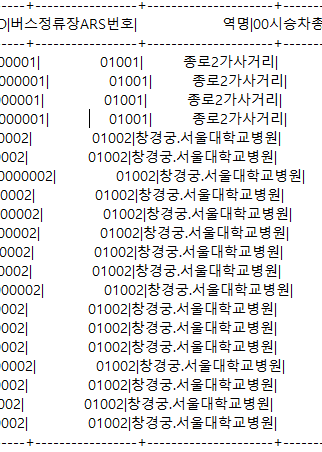 -----+--------------------+--------------------+------
D|버스정류장ARS번호|                역명|00시승차총
-----+--------------------+--------------------+------
00001|               01001|        종로2가사거리|
000001|               01001|        종로2가사거리|
000001|               01001|        종로2가사거리|
000001|               01001|        종로2가사거리|
0002|               01002|창경궁.서울대학교병원|
0002|               01002|창경궁.서울대학교병원|
00000002|               01002|창경궁.서울대학교병원|
00002|               01002|창경궁.서울대학교병원|
000002|               01002|창경궁.서울대학교병원|
00002|               01002|창경궁.서울대학교병원|
00002|               01002|창경궁.서울대학교병원|
0002|               01002|창경궁.서울대학교병원|
000002|               01002|창경궁.서울대학교병원|
0002|               01002|창경궁.서울대학교병원|
0002|               01002|창경궁.서울대학교병원|
0002|               01002|창경궁.서울대학교병원|
00002|               01002|창경궁.서울대학교병원|
0002|               01002|창경궁.서울대학교병원|
002|               01002|창경궁.서울대학교병원|
0002|               01002|창경궁.서울대학교병원|
-----+--------------------+--------------------+------